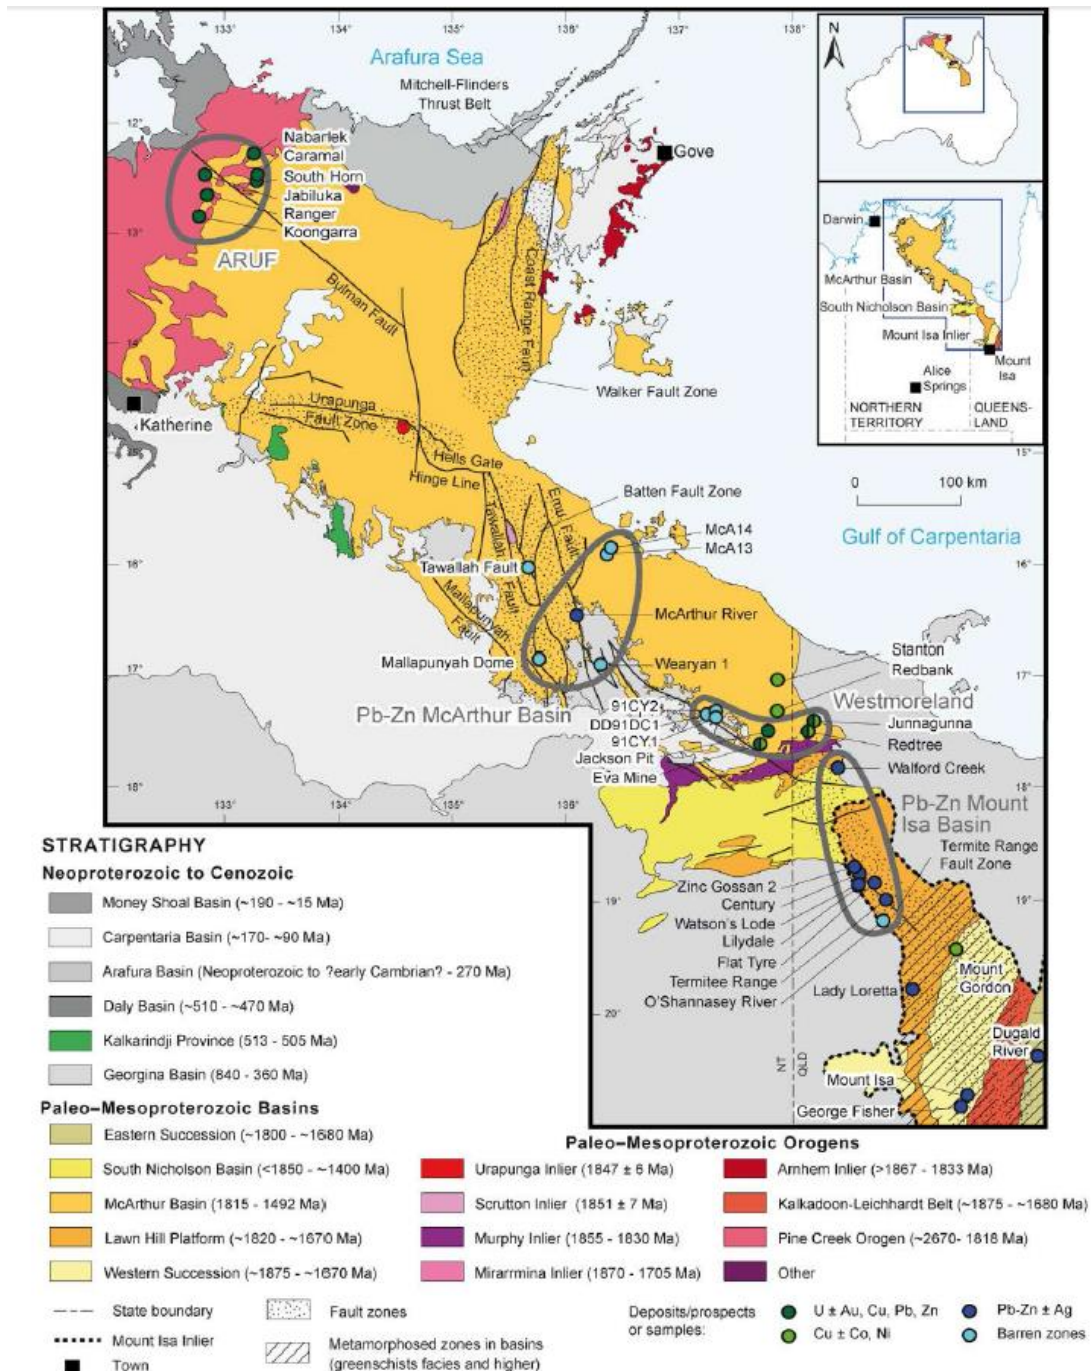 133°
134°
135°
136°
137°
138°
Arafura Sea
Mitchell-Flinders
Thrust Belt
N
12°
Nabarlek
Caramal
South Horn
Jabiluka
Ranger
Koongarra
ARUF
Gove
13°
Bulman Fault
Coast Range Fault
14°
Walker Fault Zone
Katherine
Urapunga
Fault Zone
Hells Gate
Hinge Line
15°
15°
Darwin
McArthur Basin
South Nicholson Basin
Mount Isa Inlier
Mount
Isa
Alice
Springs
NORTHERN
TERRITORY
QUEENS-
LAND
0
100 km
Batten Fault Zone
Emu Fault
Tawallah Fault
McA14
McA13
Gulf of Carpentaria
16°
16°
Tawallah Fault
Mallapunyah
Fault
McArthur River
Mallapunyah Dome
Wearyan 1
17°
17°
Pb-Zn McArthur Basin
Stanton
Redbank
Westmoreland
91CY2
DD91DC1
91CY1
Jackson Pit
Eva Mine
Junnagunna
Redtree
Walford Creek
18°
18°
133°
134°
135°
136°
Pb-Zn Mount
Isa Basin
Termite Range
Fault Zone
Zinc Gossan 2
Century
Watson's Lode
Lilydale
Flat Tyre
Termitee Range
O'Shannasey River
19°
19°
Lady Loretta
Mount
Gordon
20°
NT
QLD
Dugald
River
Mount Isa
George Fisher
STRATIGRAPHY
Neoproterozoic to Cenozoic
Money Shoal Basin (~190 - ~15 Ma)
Carpentaria Basin (~170- ~90 Ma)
Arafura Basin (Neoproterozoic to ?early Cambrian? - 270 Ma)
Daly Basin (~510 - ~470 Ma)
Kalkarindji Province (513 - 505 Ma)
Georgina Basin (840 - 360 Ma)
Paleo–Mesoproterozoic Basins
Eastern Succession (~1800 - ~1680 Ma)
South Nicholson Basin (<1850 - ~1400 Ma)
McArthur Basin (1815 - 1492 Ma)
Lawn Hill Platform (~1820 - ~1670 Ma)
Western Succession (~1875 - ~1670 Ma)
Paleo–Mesoproterozoic Orogens
Urapunga Inlier (1847 ± 6 Ma)
Scrutton Inlier (1851 ± 7 Ma)
Murphy Inlier (1855 - 1830 Ma)
Mirarrmina Inlier (1870 - 1705 Ma)
Arnhem Inlier (>1867 - 1833 Ma)
Kalkadoon-Leichhardt Belt (~1875 - ~1680 Ma)
Pine Creek Orogen (~2670- 1818 Ma)
Other
State boundary
Mount Isa Inlier
Town
Fault zones
Metamorphosed zones in basins
(greenschists facies and higher)
Deposits/prospects
or samples:
U ± Au, Cu, Pb, Zn
Cu ± Co, Ni
Pb-Zn ± Ag
Barren zones